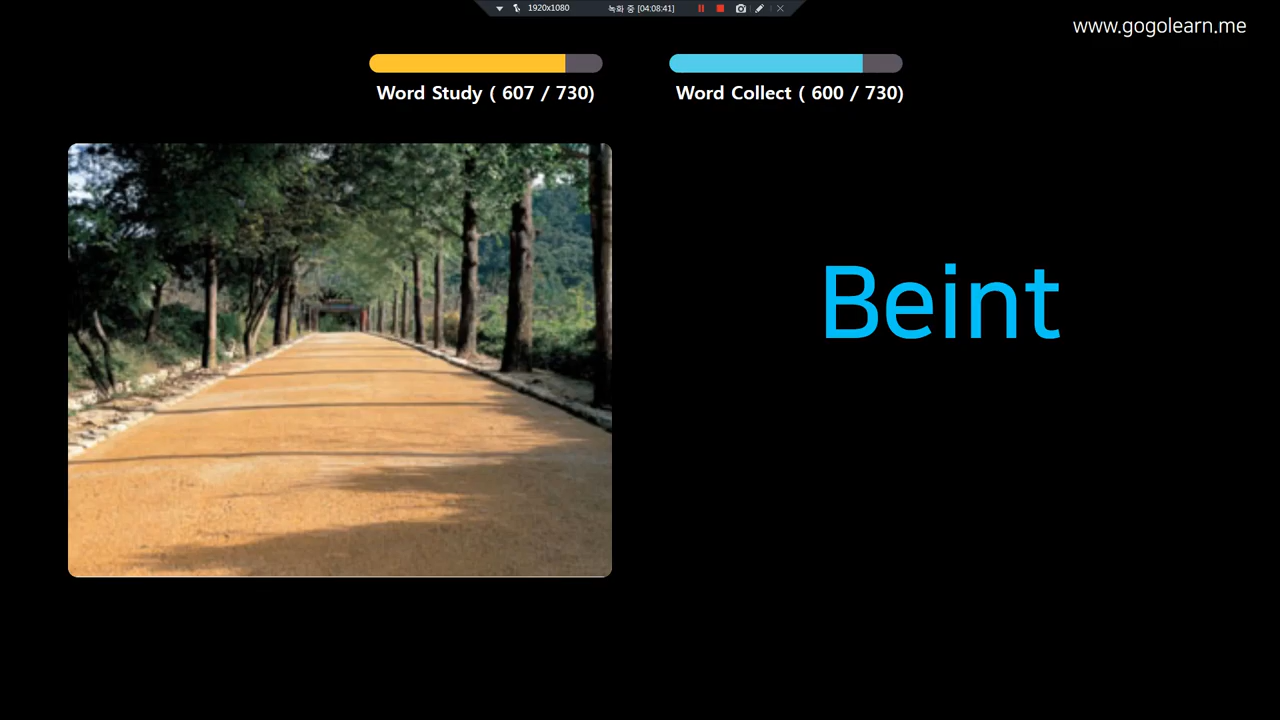 1920x1080 녹화 중 [04:08:41]
www.gogolearn.me
Word Study ( 607 / 730)
Word Collect ( 600 / 730)
Beint